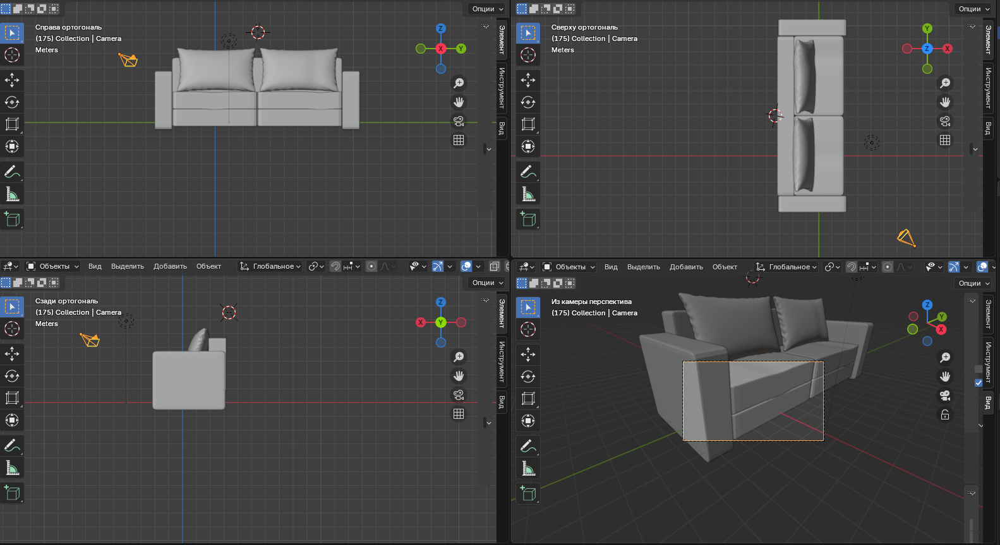 Опции
Справа ортогональ
(175) Collection | Camera
Meters
Z
X
Y
Элемент
Инструмент
Вид
Опции
Сверху ортогональ
(175) Collection | Camera
Meters
Y
Z
X
Элемент
Инструмент
Вид
Объекты
Вид
Выделить
Добавить
Объект
Глобальное
Опции
Сзади ортогональ
(175) Collection | Camera
Meters
Z
X
Y
Элемент
Инструмент
Вид
Объекты
Вид
Выделить
Добавить
Объект
Глобальное
Опции
Из камеры перспектива
(175) Collection | Camera
Z
Y
X
Элемент
Инструмент
Вид